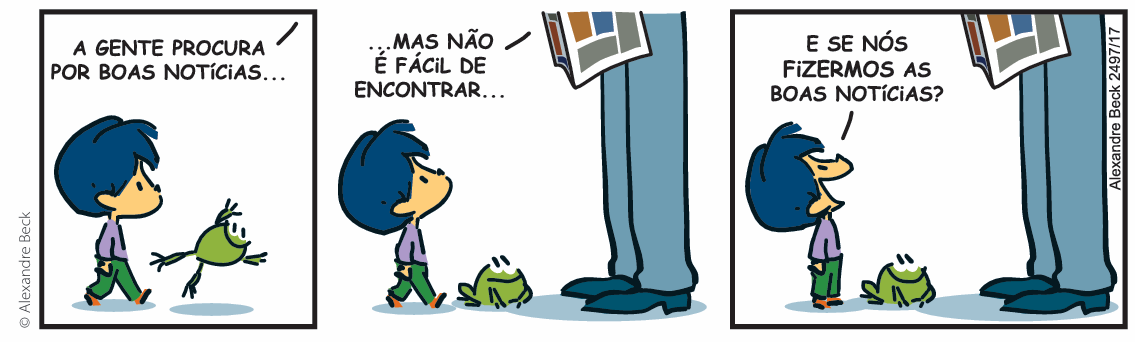 A GENTE PROCURA
POR BOAS NOTÍCIAS...
...MAS NÃO
É FÁCIL DE
ENCONTRAR...
E SE NÓS
FIZERMOS AS
BOAS NOTÍCIAS?
© Alexandre Beck
Alexandre Beck 2497/17